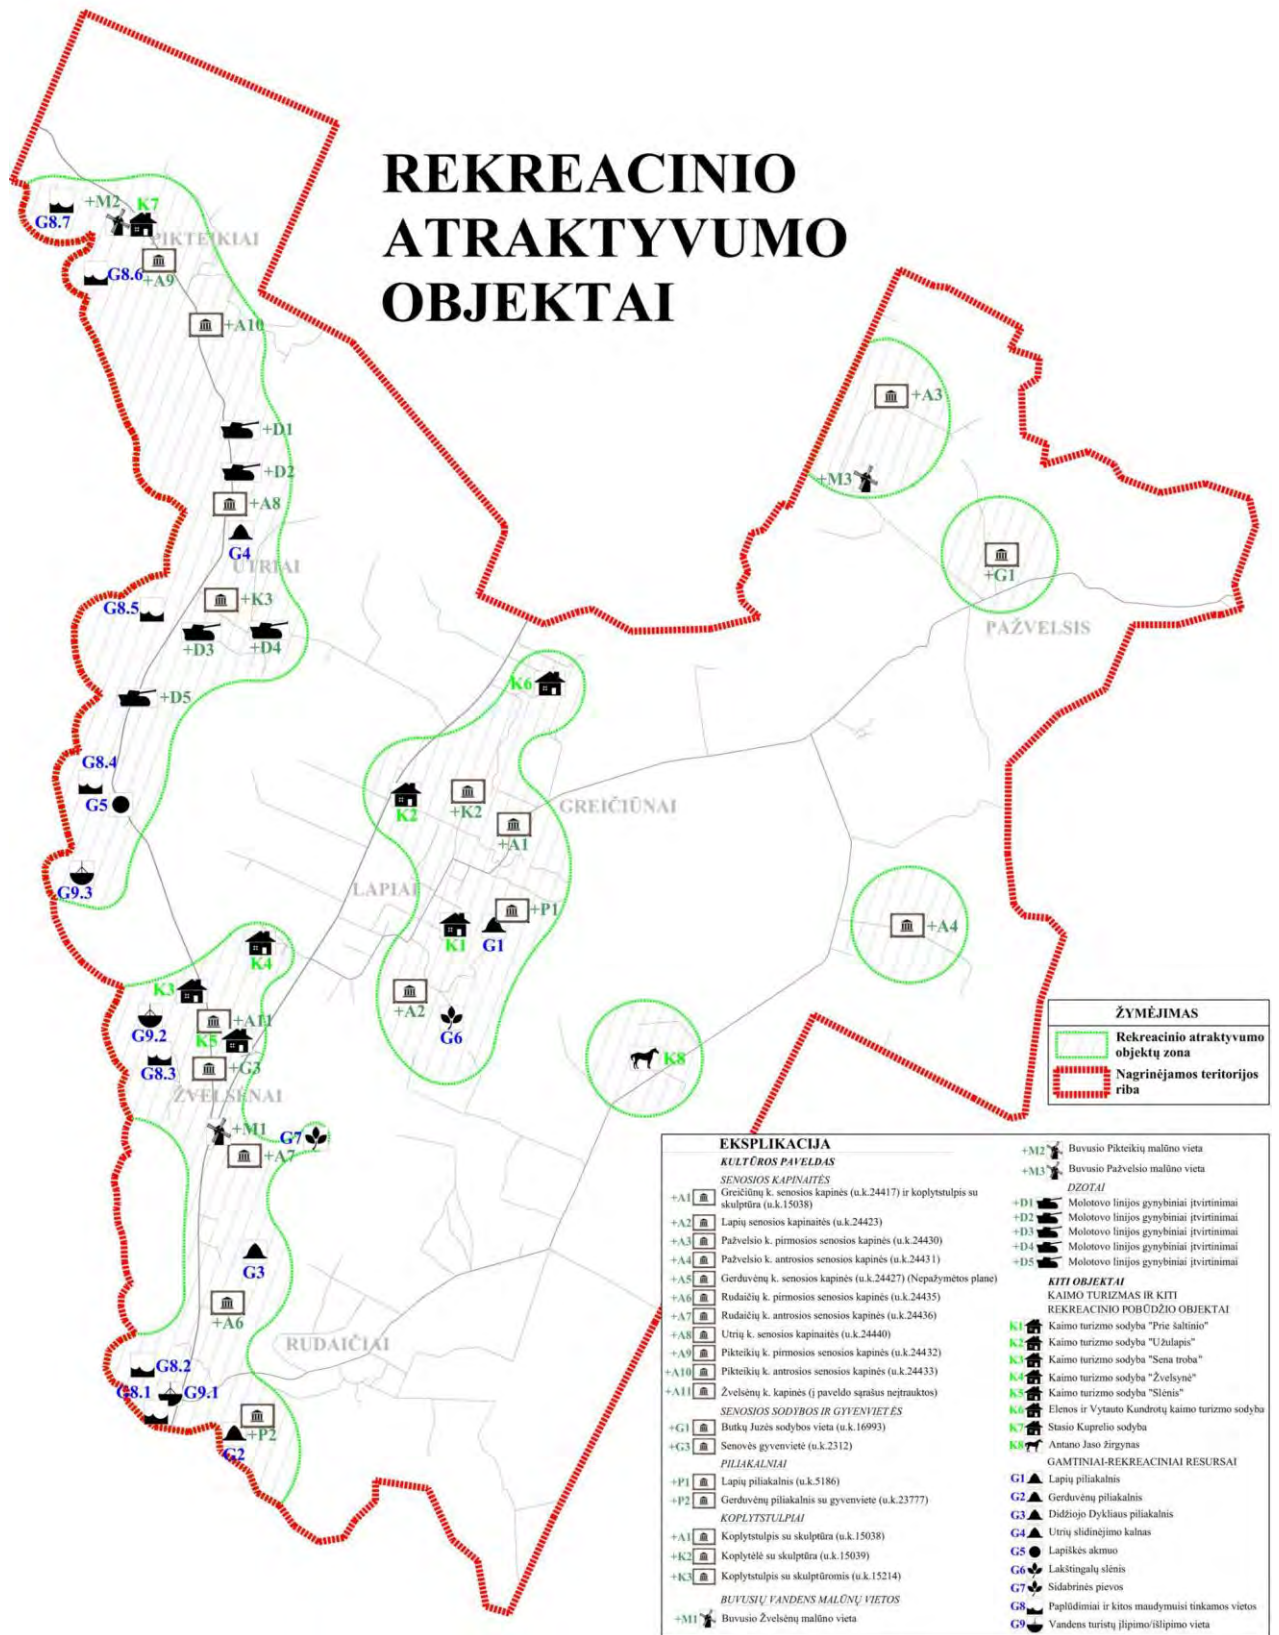 REKREACINIO
ATRAKTYVUMO
OBJEKTAI
G8.7
+M2
K7
PIKTEIKIAI
G8.6
+A9
+A10
+D1
+D2
+A8
G4
UTRIAI
G8.5
+K3
+D3
+D4
+D5
G8.4
G5
G9.3
+A3
+M3
+G1
PAŽVELSIS
K6
K2
+K2
GREIČIŪNAI
+A1
LAPIAI
+P1
K1
G1
+A2
G6
+A4
K8
K4
K3
G9.2
+A11
K5
G8.3
+G3
ŽVELSĖNAI
+M1
G7
+A7
G3
+A6
RUDAIČIAI
G8.2
G8.1
G9.1
+P2
G2
ŽYMĖJIMAS
Rekreacinio atraktyvumo
objektų zona
Nagrinėjamos teritorijos
riba
EKSPLIKACIJA
KULTŪROS PAVELDAS
SENOSIOS KAPINAITĖS
+A1 Greičiūnų k. senosios kapinės (u.k.24417) ir koplytstulpis su
skulptūra (u.k.15038)
+A2 Lapių senosios kapinaitės (u.k.24423)
+A3 Pažvelsio k. pirmosios senosios kapinės (u.k.24430)
+A4 Pažvelsio k. antrosios senosios kapinės (u.k.24431)
+A5 Gerduvėnų k. senosios kapinės (u.k.24427) (Nepažymėtos plane)
+A6 Rudaičių k. pirmosios senosios kapinės (u.k.24435)
+A7 Rudaičių k. antrosios senosios kapinės (u.k.24436)
+A8 Utrių k. senosios kapinaitės (u.k.24440)
+A9 Pikteikių k. pirmosios senosios kapinės (u.k.24432)
+A10 Pikteikių k. antrosios senosios kapinės (u.k.24433)
+A11 Žvelsėnų k. kapinės (į paveldo sąrašus neįtrauktos)
SENOSIOS SODYBOS IR GYVENVIETĖS
+G1 Butkų Juzės sodybos vieta (u.k.16993)
+G3 Senovės gyvenvietė (u.k.2312)
PILIAKALNIAI
+P1 Lapių piliakalnis (u.k.5186)
+P2 Gerduvėnų piliakalnis su gyvenviete (u.k.23777)
KOPLYTSTULPIAI
+A1 Koplytstulpis su skulptūra (u.k.15038)
+K2 Koplytėlė su skulptūra (u.k.15039)
+K3 Koplytstulpis su skulptūromis (u.k.15214)
BUVUSIŲ VANDENS MALŪNŲ VIETOS
+M1 Buvusio Žvelsėnų malūno vieta
+M2 Buvusio Pikteikių malūno vieta
+M3 Buvusio Pažvelsio malūno vieta
DZOTAI
+D1 Molotovo linijos gynybiniai įtvirtinimai
+D2 Molotovo linijos gynybiniai įtvirtinimai
+D3 Molotovo linijos gynybiniai įtvirtinimai
+D4 Molotovo linijos gynybiniai įtvirtinimai
+D5 Molotovo linijos gynybiniai įtvirtinimai
KITI OBJEKTAI
KAIMO TURIZMAS IR KITI
REKREACINIO POBŪDŽIO OBJEKTAI
K1 Kaimo turizmo sodyba "Prie šaltinio"
K2 Kaimo turizmo sodyba "Užulapis"
K3 Kaimo turizmo sodyba "Sena troba"
K4 Kaimo turizmo sodyba "Žvelsynė"
K5 Kaimo turizmo sodyba "Slėnis"
K6 Elenos ir Vytauto Kundrotų kaimo turizmo sodyba
K7 Stasio Kuprelio sodyba
K8 Antano Jaso žirgynas
GAMTINIAI-REKREACINIAI RESURSAI
G1 Lapių piliakalnis
G2 Gerduvėnų piliakalnis
G3 Didžiojo Dykliaus piliakalnis
G4 Utrių slidinėjimo kalnas
G5 Lapiškės akmuo
G6 Lakštingalų slėnis
G7 Sidabrinės pievos
G8 Paplūdimiai ir kitos maudymuisi tinkamos vietos
G9 Vandens turistų įlipimo/išlipimo vieta